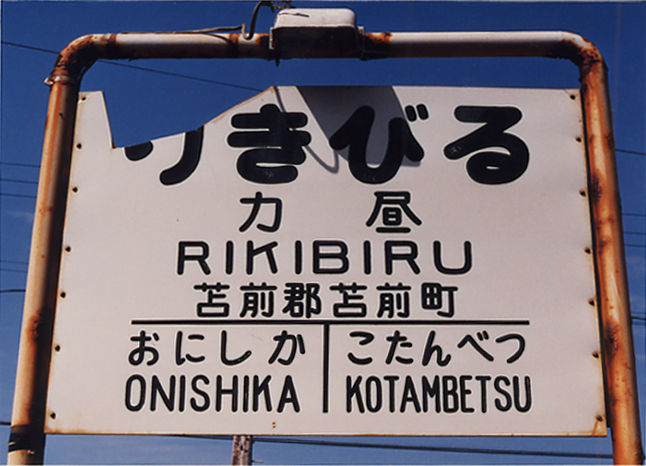 りきびる
力昼
RIKIBIRU
苫前郡苫前町
おにしか こたんべつ
ONISHIKA KOTAMBETSU